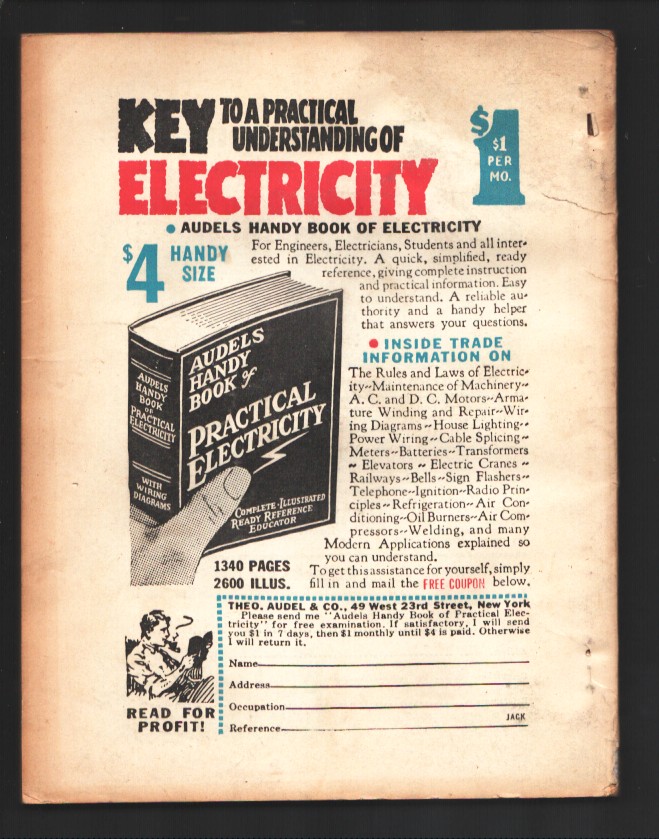 KEY TO A PRACTICAL
UNDERSTANDING OF
ELECTRICITY
$1
$1
PER
MO.
• AUDELS HANDY BOOK OF ELECTRICITY
$4 HANDY
SIZE
For Engineers, Electricians, Students and all inter-
ested in Electricity. A quick, simplified, ready
reference, giving complete instruction
and practical information. Easy
to understand. A reliable au-
thority and a handy helper
that answers your questions.
• INSIDE TRADE
INFORMATION ON
The Rules and Laws of Electric-
ity~Maintenance of Machinery~
A. C. and D. C. Motors~Arma-
ture Winding and Repair~Wir-
ing Diagrams~House Lighting~
Power Wiring~Cable Splicing~
Meters~Batteries~Transformers
~ Elevators ~ Electric Cranes ~
Railways~Bells~Sign Flashers~
Telephone~Ignition~Radio Prin-
ciples~Refrigeration~Air Con-
ditioning~Oil Burners~Air Com-
pressors~Welding, and many
Modern Applications explained so
you can understand.
To get this assistance for yourself, simply
fill in and mail the FREE COUPON below.
AUDELS
HANDY
BOOK
OF
PRACTICAL
ELECTRICITY
WITH
WIRING
DIAGRAMS
AUDELS
HANDY
BOOK of
PRACTICAL
ELECTRICITY
COMPLETE·ILLUSTRATED
READY REFERENCE
EDUCATOR
1340 PAGES
2600 ILLUS.
READ FOR
PROFIT!
THEO. AUDEL & CO., 49 West 23rd Street, New York
Please send me "Audels Handy Book of Practical Elec-
tricity" for free examination. If satisfactory, I will send
you $1 in 7 days, then $1 monthly until $4 is paid. Otherwise
I will return it.
Name
Address
Occupation
JACK
Reference